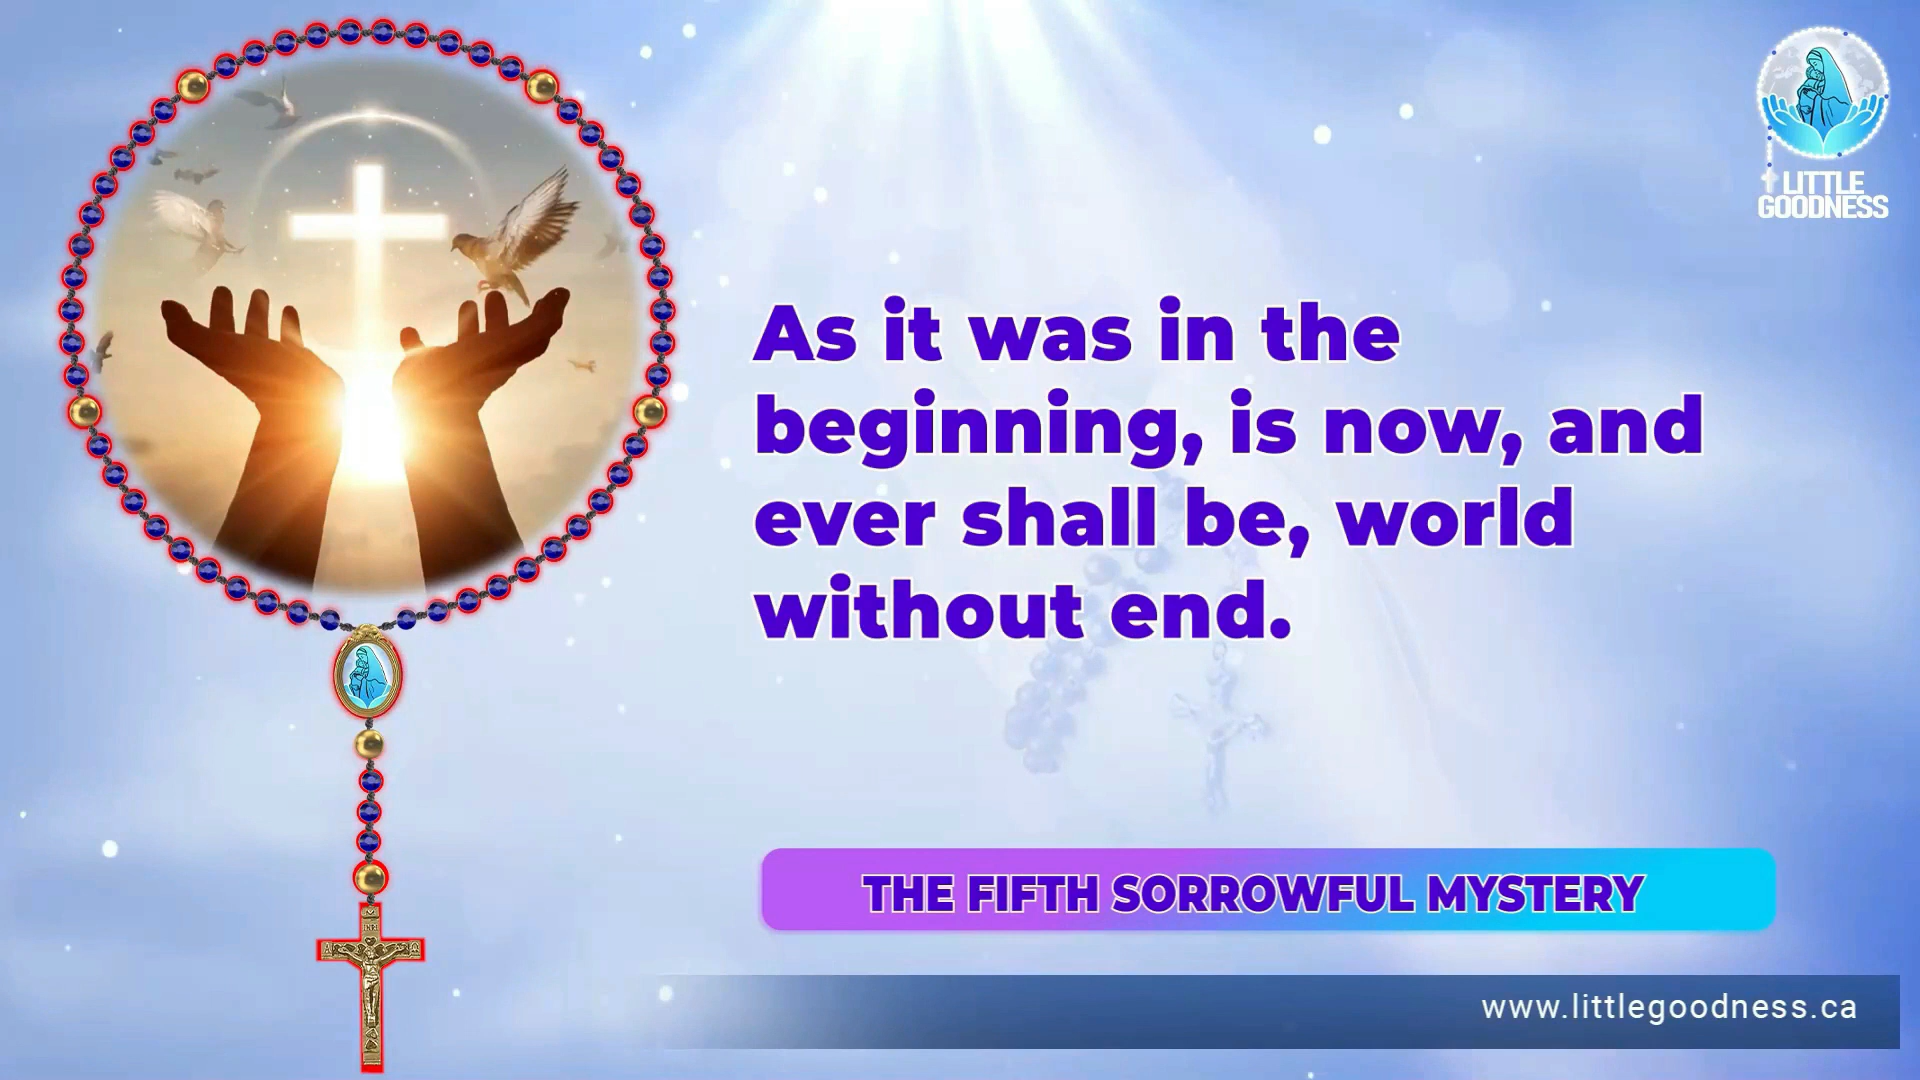 LITTLE
GOODNESS
As it was in the
beginning, is now, and
ever shall be, world
without end.
THE FIFTH SORROWFUL MYSTERY
www.littlegoodness.ca
INRI